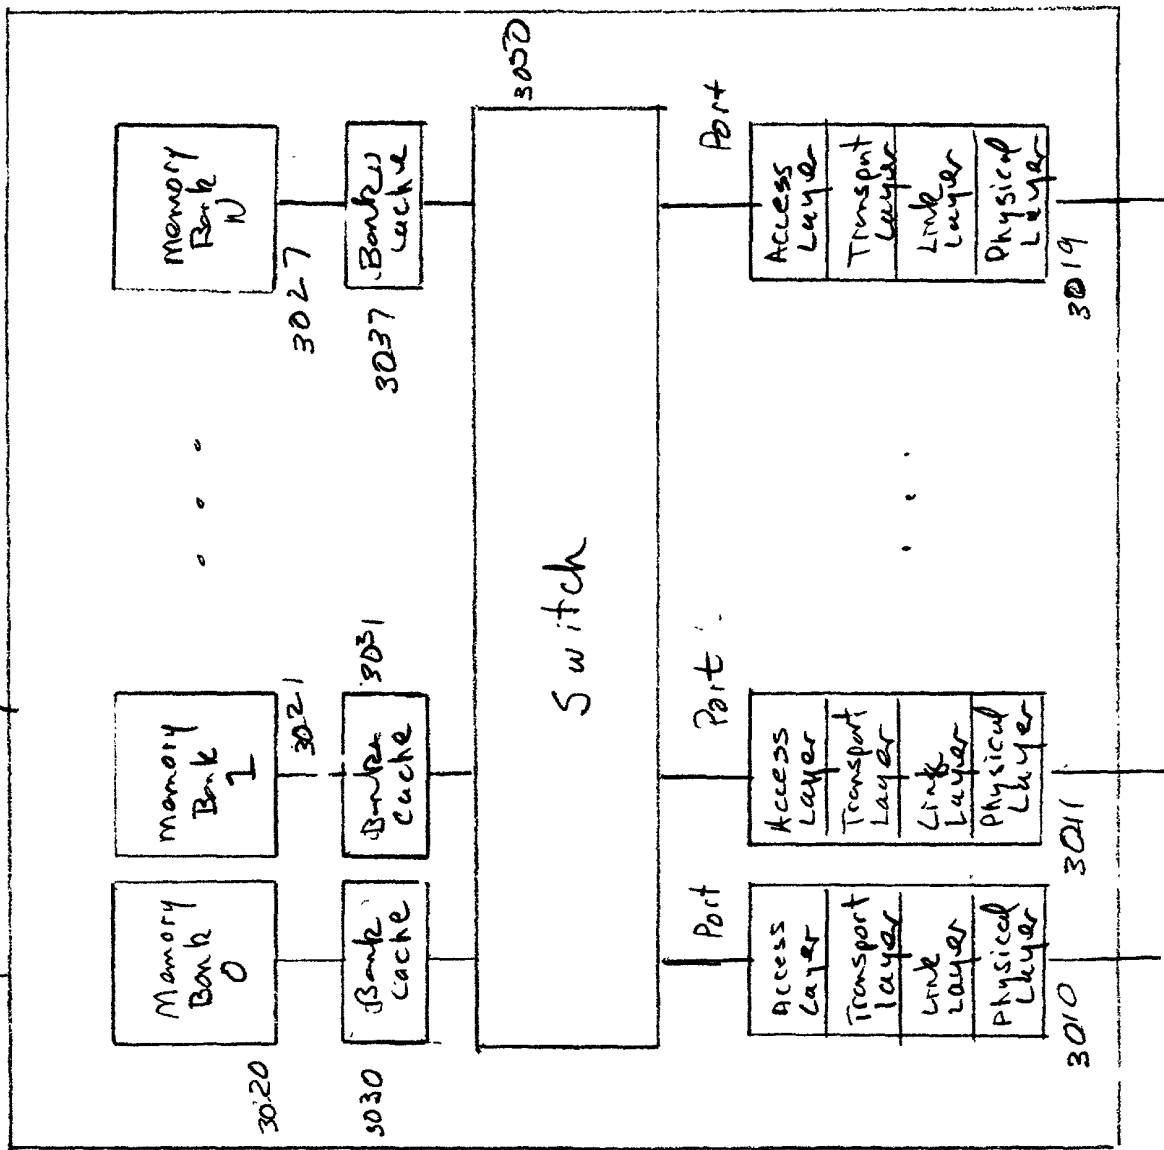 Memory
Bank
0
3020
Memory
Bank
1
3021
Memory
Bank
N
3027
Bank
Cache
3030
Bank
Cache
3031
Bank
Cache
3037
Switch
3050
Port
Access
Layer
Transport
Layer
Link
Layer
Physical
Layer
3010
Port
Access
Layer
Transport
Layer
Link
Layer
Physical
Layer
3011
Port
Access
Layer
Transport
Layer
Link
Layer
Physical
Layer
3019